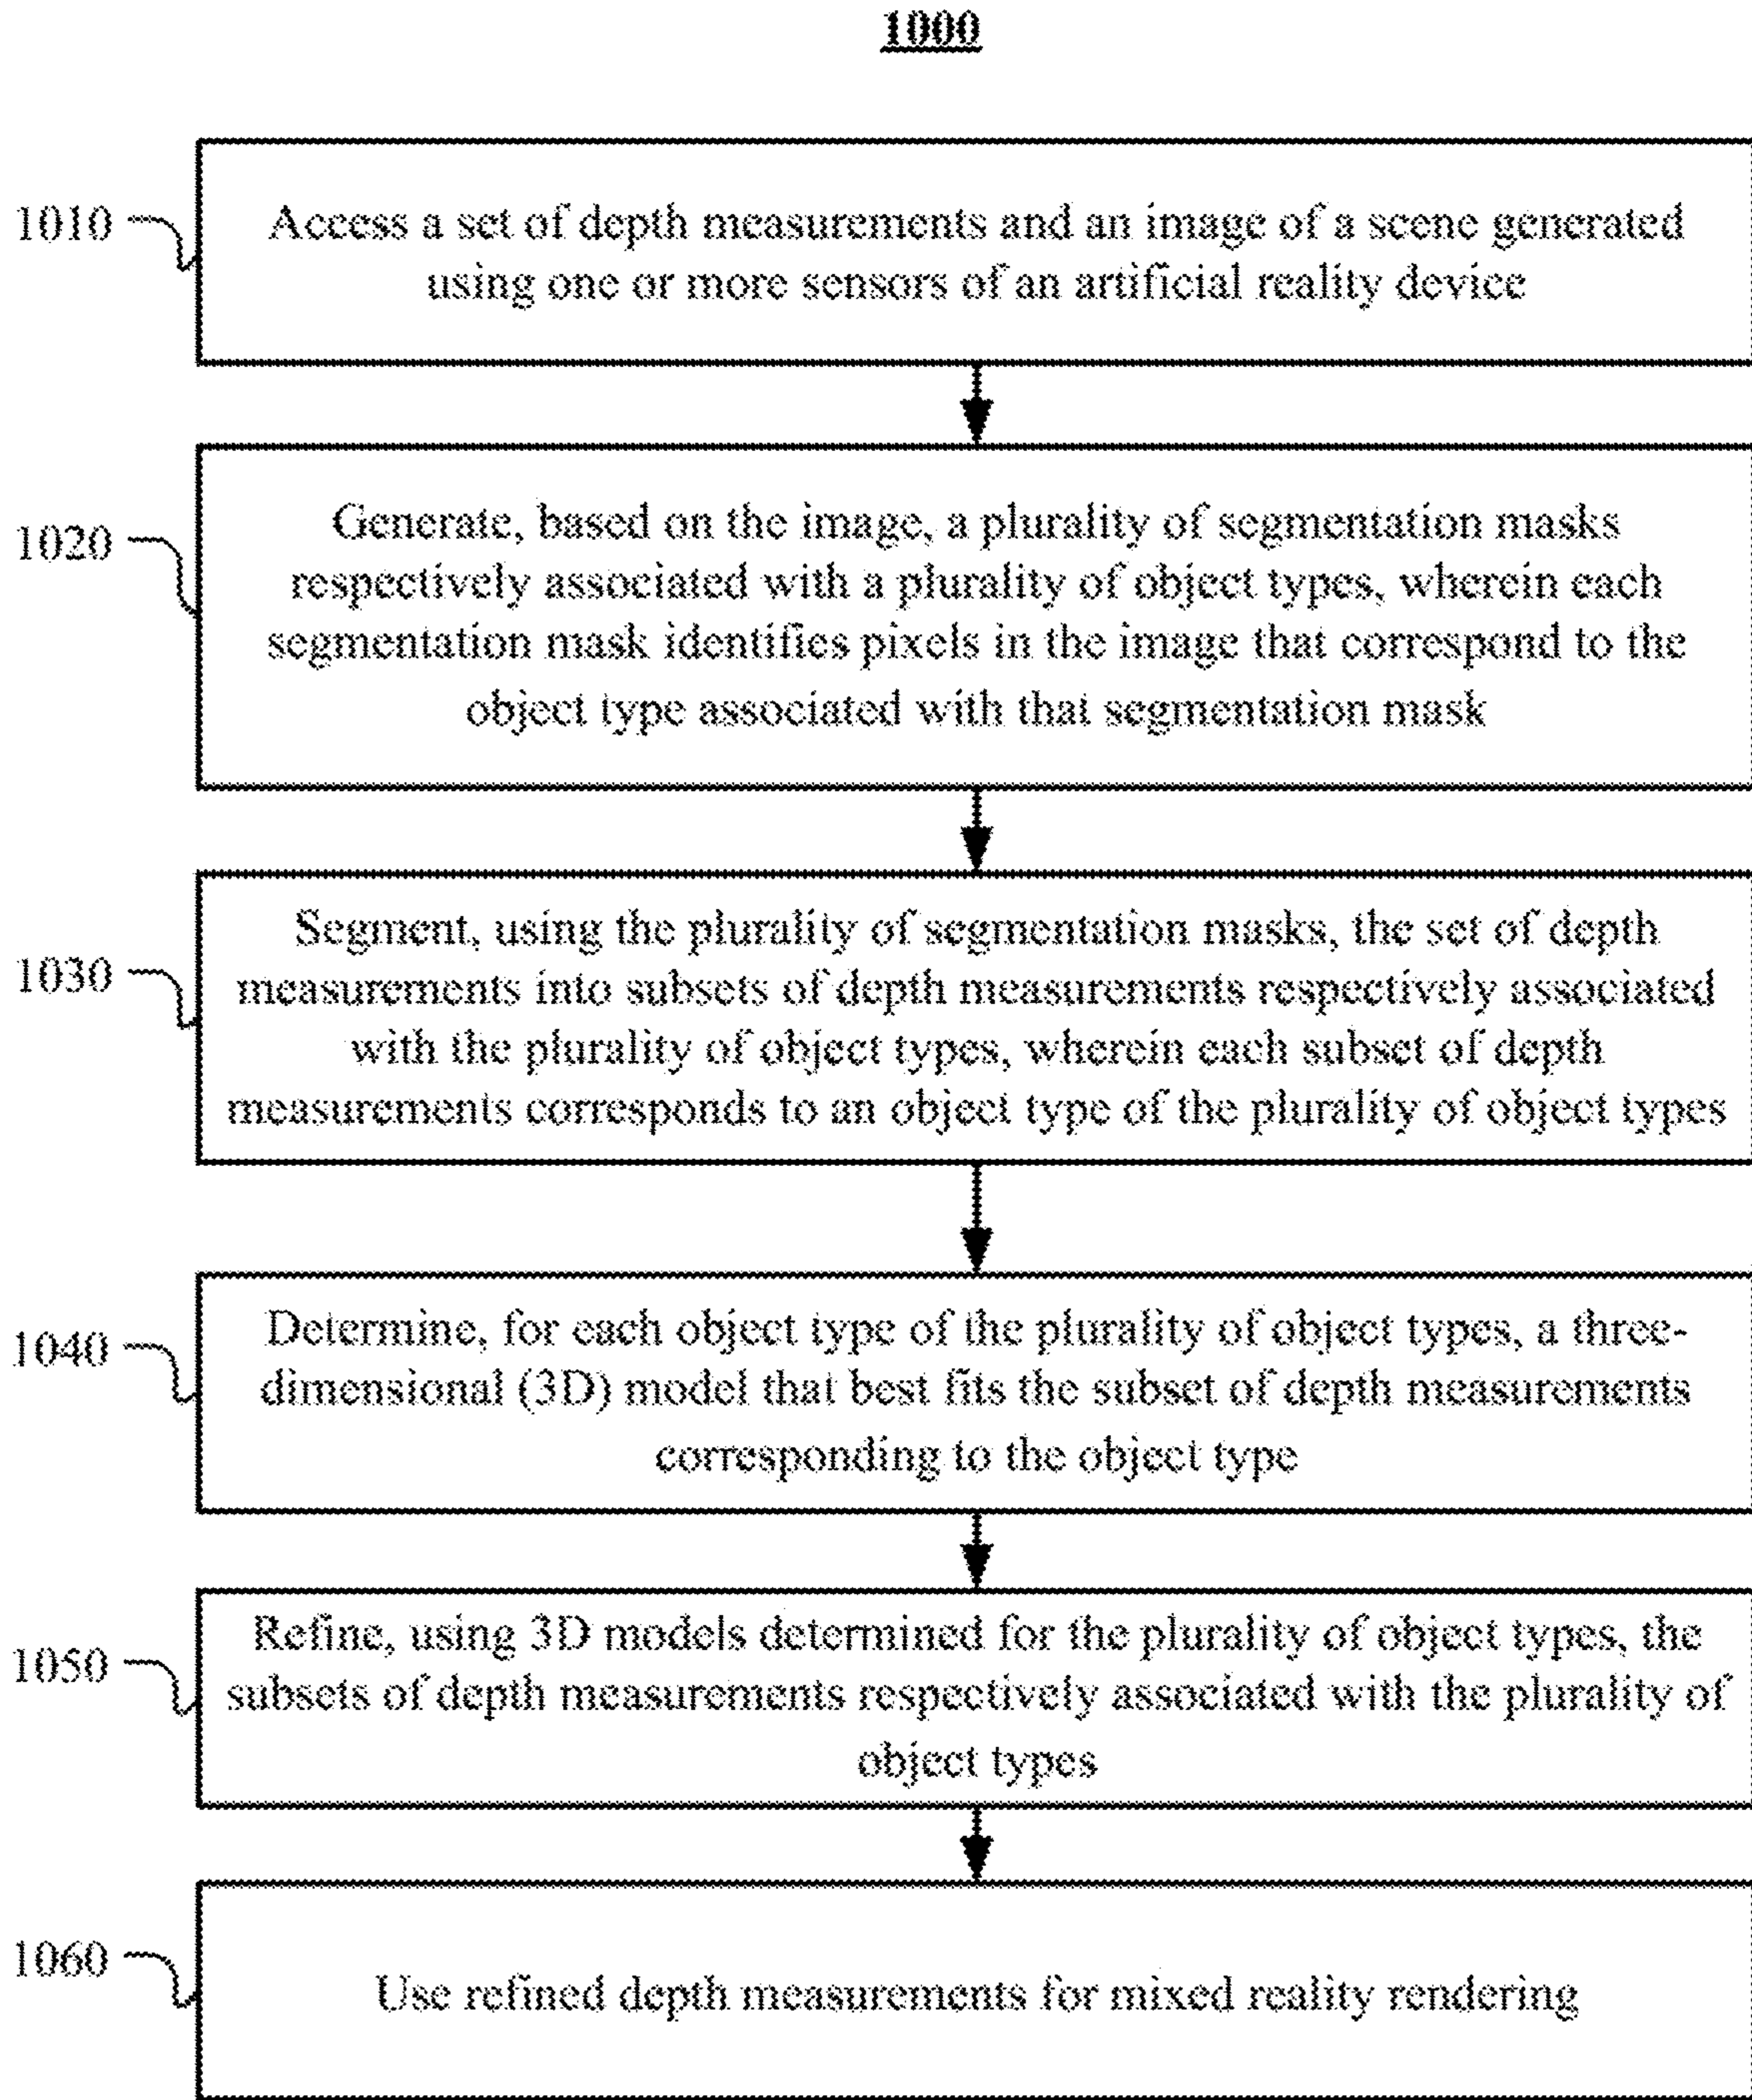 1000
1010
Access a set of depth measurements and an image of a scene generated
using one or more sensors of an artificial reality device
1020
Generate, based on the image, a plurality of segmentation masks
respectively associated with a plurality of object types, wherein each
segmentation mask identifies pixels in the image that correspond to the
object type associated with that segmentation mask
1030
Segment, using the plurality of segmentation masks, the set of depth
measurements into subsets of depth measurements respectively associated
with the plurality of object types, wherein each subset of depth
measurements corresponds to an object type of the plurality of object types
1040
Determine, for each object type of the plurality of object types, a three-
dimensional (3D) model that best fits the subset of depth measurements
corresponding to the object type
1050
Refine, using 3D models determined for the plurality of object types, the
subsets of depth measurements respectively associated with the plurality of
object types
1060
Use refined depth measurements for mixed reality rendering